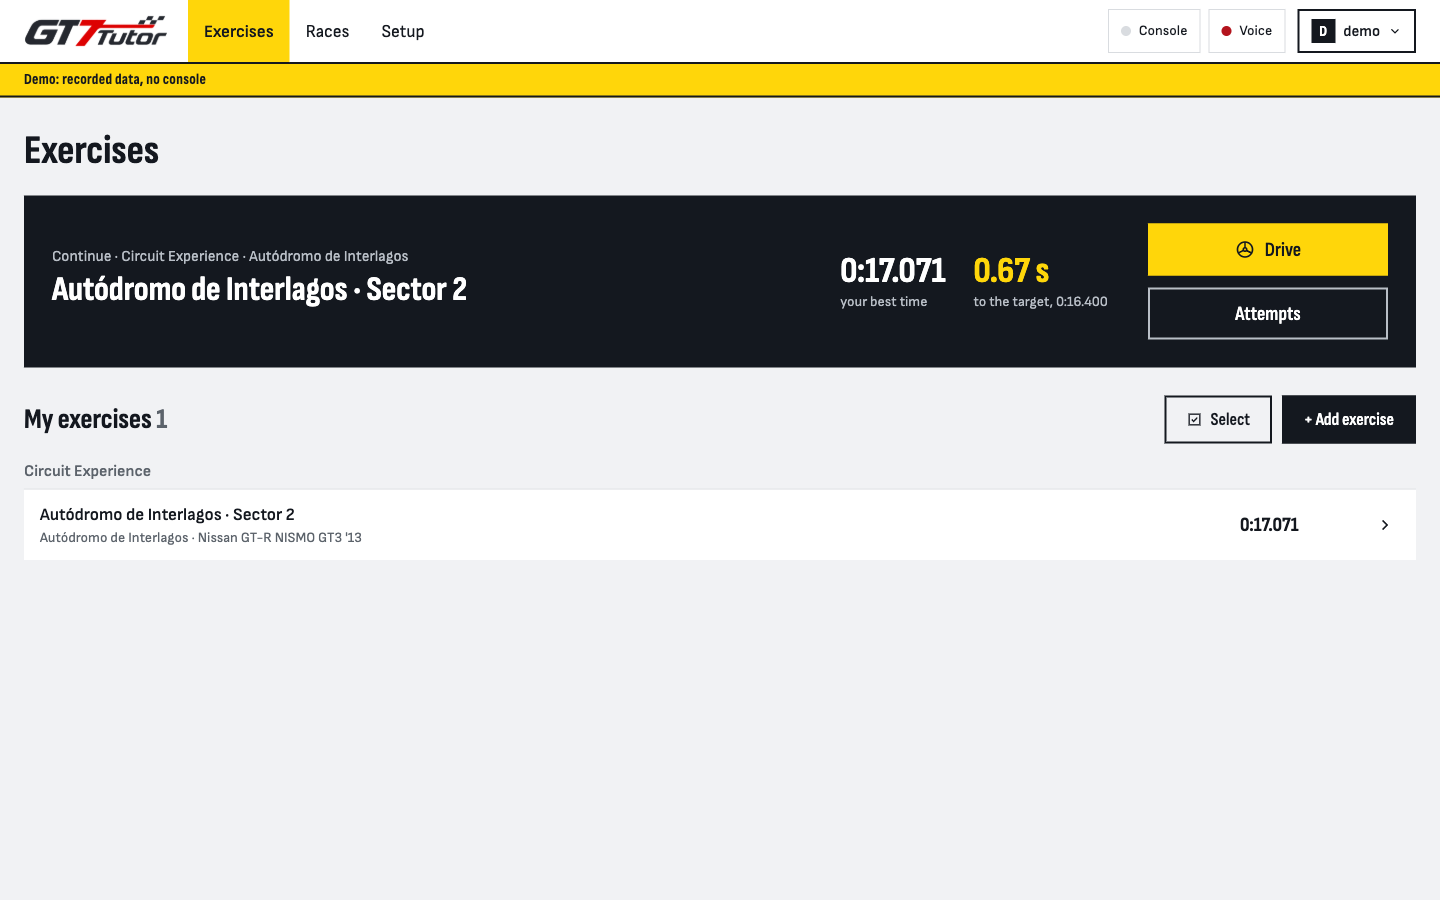 GT7Tutor
Exercises
Races
Setup
Console
Voice
D
demo
Demo: recorded data, no console
Exercises
Continue · Circuit Experience · Autódromo de Interlagos
Autódromo de Interlagos · Sector 2
0:17.071
your best time
0.67 s
to the target, 0:16.400
Drive
Attempts
My exercises 1
Select
+ Add exercise
Circuit Experience
Autódromo de Interlagos · Sector 2
Autódromo de Interlagos · Nissan GT-R NISMO GT3 '13
0:17.071